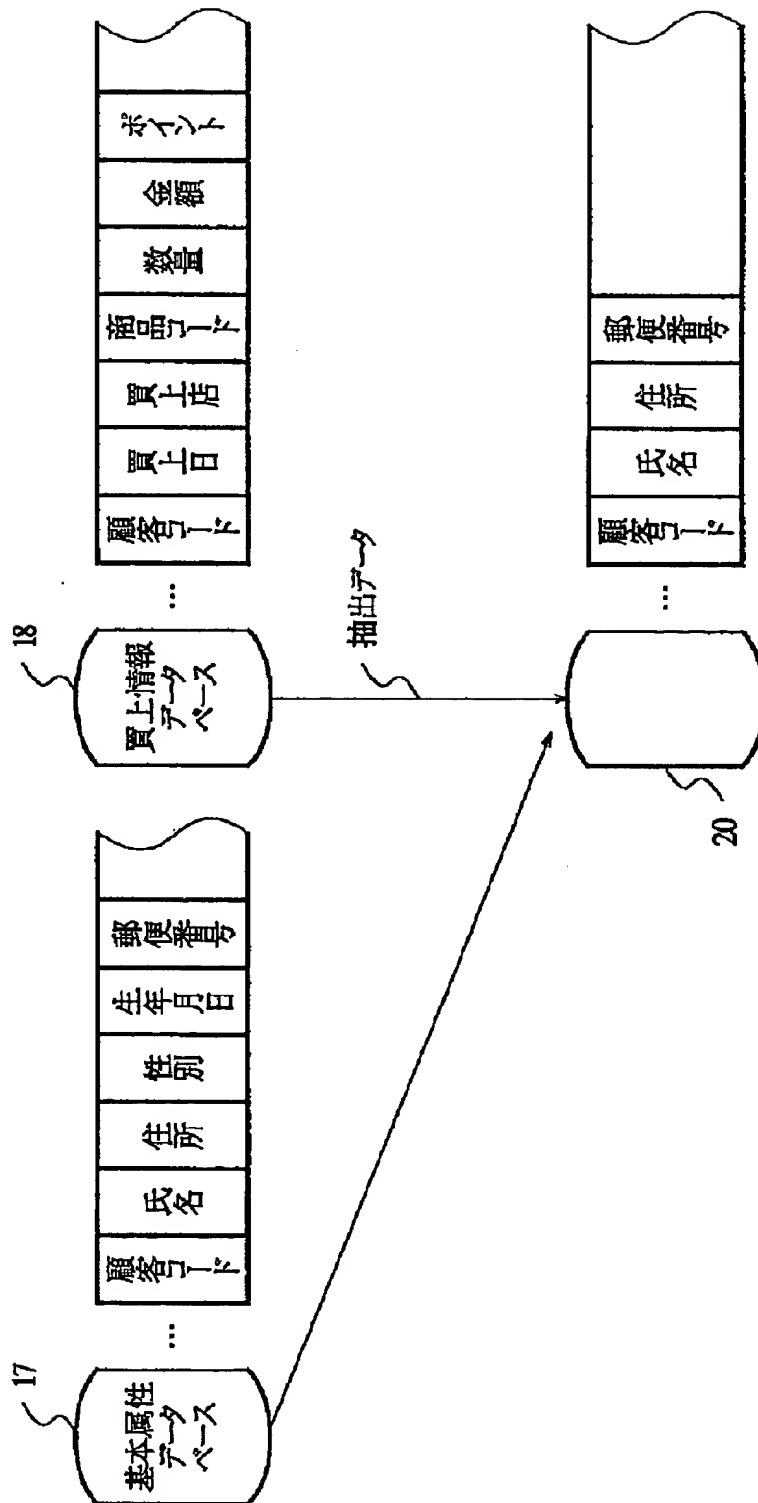 17
基本属性
データ
ベース
…
顧客コード
氏名
住所
性別
生年月日
郵便番号
18
買上情報
データ
ベース
…
顧客コード
買上日
買上店
商品コード
数量
金額
ポイント
抽出データ
20
…
顧客コード
氏名
住所
郵便番号